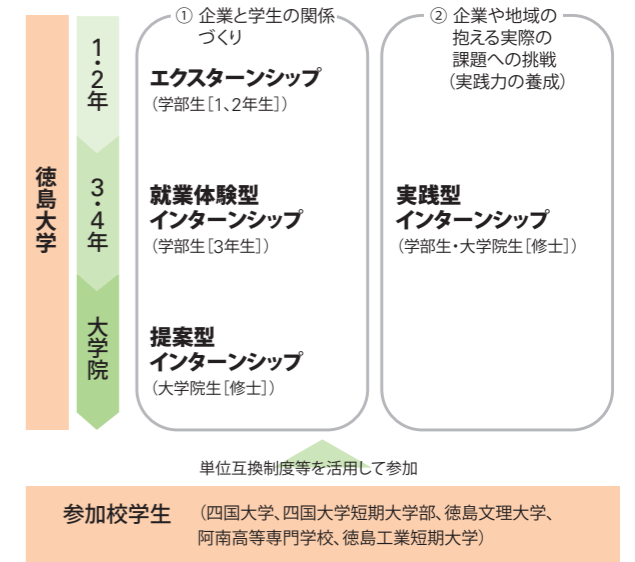 徳島大学
1・2年
3・4年
大学院
① 企業と学生の関係
づくり
エクスターンシップ
（学部生［1、2年生］）
就業体験型
インターンシップ
（学部生［3年生］）
提案型
インターンシップ
（大学院生［修士］）
② 企業や地域の
抱える実際の
課題への挑戦
（実践力の養成）
実践型
インターンシップ
（学部生・大学院生［修士］）
単位互換制度等を活用して参加
参加校学生 （四国大学、四国大学短期大学部、徳島文理大学、
阿南高等専門学校、徳島工業短期大学）